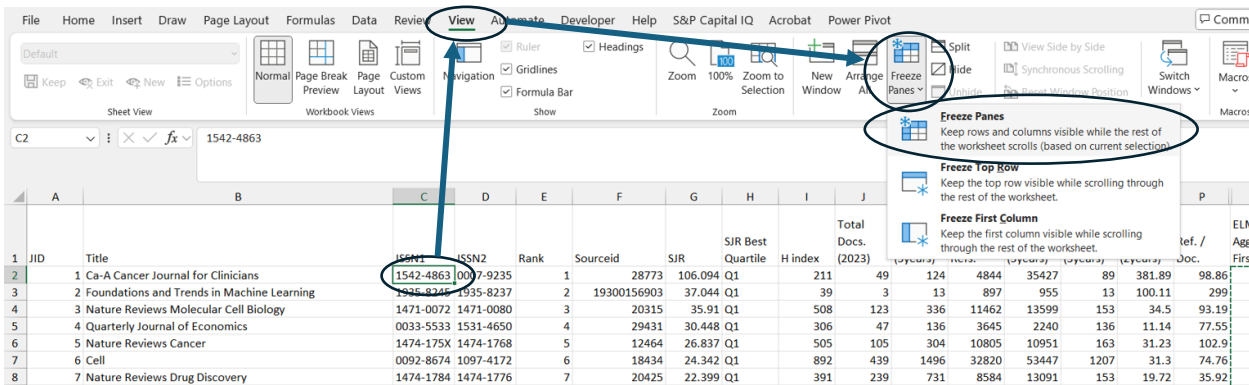 File Home Insert Draw Page Layout Formulas Data Review View Automate Developer Help S&P Capital IQ Acrobat Power Pivot Comm
Default
Keep Exit New Options
Sheet View
Normal Page Break Preview Page Layout Custom Views
Workbook Views
Navigation
Ruler
Gridlines
Formula Bar
Headings
Show
Zoom 100% Zoom to Selection
Zoom
New Window Arrange All Freeze Panes
Split
Hide
Unhide
View Side by Side
Synchronous Scrolling
Reset Window Position
Switch Windows
Macro
Macros
C2 fx 1542-4863
Freeze Panes
Keep rows and columns visible while the rest of
the worksheet scrolls (based on current selection)
Freeze Top Row
Keep the top row visible while scrolling through
the rest of the worksheet.
Freeze First Column
Keep the first column visible while scrolling
through the rest of the worksheet.
A B C D E F G H I J P
1 JID Title ISSN1 ISSN2 Rank Sourceid SJR SJR Best Quartile H index Total Docs. (2023) (3years) Refs. (3years) (3years) (2years) Ref. / Doc.
2 1 Ca-A Cancer Journal for Clinicians 1542-4863 0007-9235 1 28773 106.094 Q1 211 49 124 4844 35427 89 381.89 98.86
3 2 Foundations and Trends in Machine Learning 1935-8245 1935-8237 2 19300156903 37.044 Q1 39 3 13 897 955 13 100.11 299
4 3 Nature Reviews Molecular Cell Biology 1471-0072 1471-0080 3 20315 35.91 Q1 508 123 336 11462 13599 153 34.5 93.19
5 4 Quarterly Journal of Economics 0033-5533 1531-4650 4 29431 30.448 Q1 306 47 136 3645 2240 136 11.14 77.55
6 5 Nature Reviews Cancer 1474-175X 1474-1768 5 12464 26.837 Q1 505 105 304 10805 10951 163 31.23 102.9
7 6 Cell 0092-8674 1097-4172 6 18434 24.342 Q1 892 439 1496 32820 53447 1207 31.3 74.76
8 7 Nature Reviews Drug Discovery 1474-1784 1474-1776 7 20425 22.399 Q1 391 239 731 8584 13091 153 19.72 35.92